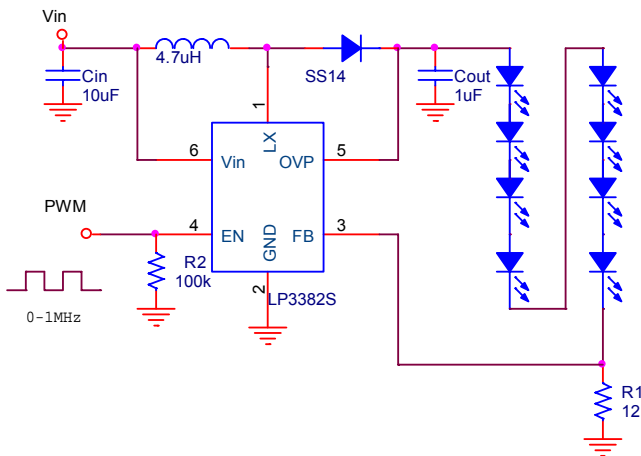 Vin
4.7uH
SS14
Cin
10uF
Cout
1uF
1
LX
6
Vin
OVP
5
PWM
4
EN
GND
FB
3
R2
100k
2
LP3382S
0-1MHz
R1
12